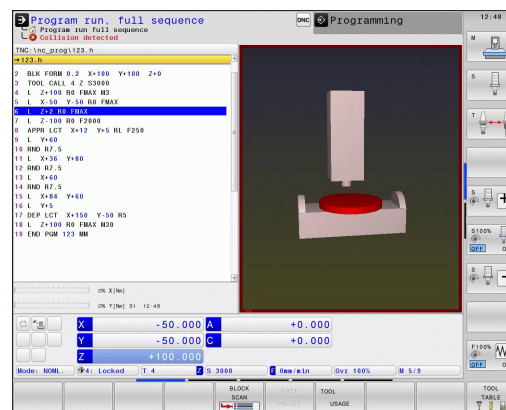 Program run, full sequence
DNC
Programming
12:48
Program run full sequence
Collision detected
TNC:\nc_prog\123.h
→123.h
2 BLK FORM 0.2 X+100 Y+100 Z+0
3 TOOL CALL 4 Z S3000
4 L Z+100 R0 FMAX M3
5 L X-50 Y-50 R0 FMAX
6 L Z+2 R0 FMAX
7 L Z-100 R0 F2000
8 APPR LCT X+12 Y+5 RL F250
9 L Y+60
10 RND R7.5
11 L X+36 Y+80
12 RND R7.5
13 L X+60
14 RND R7.5
15 L X+84 Y+60
16 L Y+5
17 DEP LCT X+150 Y-50 R5
18 L Z+100 R0 FMAX M30
19 END PGM 123 MM
0% X[Nm]
0% Y[Nm] S1 12:48
X -50.000 A +0.000
Y -50.000 C +0.000
Z +100.000
Mode: NOML. 4: Locked T 4 Z S 3000 F 0mm/min Ovr 100% M 5/9
M
S
T
S
S100%
OFF
S
F100%
OFF
BLOCK
SCAN
EDIT
PALLET
TOOL
USAGE
TOOL
TABLE